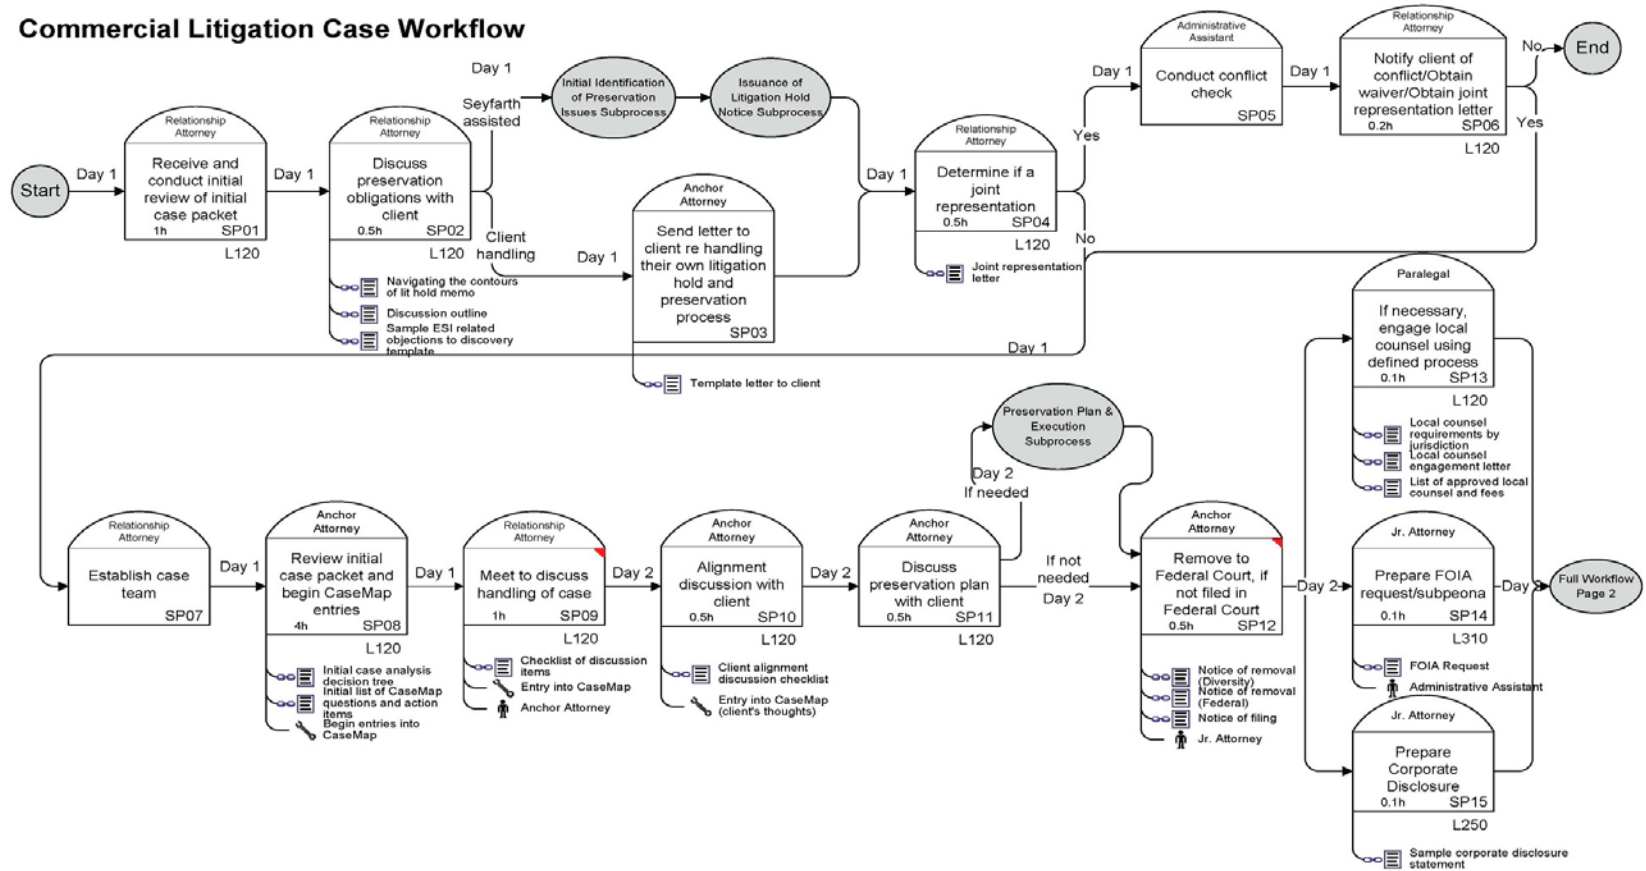 Commercial Litigation Case Workflow
Start
Day 1
Relationship
Attorney
Receive and
conduct initial
review of initial
case packet
1h
SP01
L120
Day 1
Relationship
Attorney
Discuss
preservation
obligations with
client
0.5h
SP02
L120
Navigating the contours
of lit hold memo
Discussion outline
Sample ESI related
objections to discovery
template
Day 1
Seyfarth
assisted
Initial Identification
of Preservation
Issues Subprocess
Issuance of
Litigation Hold
Notice Subprocess
Client
handling
Day 1
Anchor
Attorney
Send letter to
client re handling
their own litigation
hold and
preservation
process
SP03
Template letter to client
Day 1
Relationship
Attorney
Determine if a
joint
representation
0.5h
SP04
L120
Joint representation
letter
Yes
Day 1
Administrative
Assistant
Conduct conflict
check
SP05
Day 1
Relationship
Attorney
Notify client of
conflict/Obtain
waiver/Obtain joint
representation letter
0.2h
SP06
L120
No
End
Yes
No
Day 1
Relationship
Attorney
Establish case
team
SP07
Day 1
Anchor
Attorney
Review initial
case packet and
begin CaseMap
entries
4h
SP08
L120
Initial case analysis
decision tree
Initial list of CaseMap
questions and action
items
Begin entries into
CaseMap
Day 1
Relationship
Attorney
Meet to discuss
handling of case
1h
SP09
L120
Checklist of discussion
items
Entry into CaseMap
Anchor Attorney
Day 2
Anchor
Attorney
Alignment
discussion with
client
0.5h
SP10
L120
Client alignment
discussion checklist
Entry into CaseMap
(client's thoughts)
Day 2
Anchor
Attorney
Discuss
preservation plan
with client
0.5h
SP11
L120
Day 2
If needed
Preservation Plan &
Execution
Subprocess
If not
needed
Day 2
Anchor
Attorney
Remove to
Federal Court, if
not filed in
Federal Court
0.5h
SP12
Notice of removal
(Diversity)
Notice of removal
(Federal)
Notice of filing
Jr. Attorney
Day 2
Paralegal
If necessary,
engage local
counsel using
defined process
0.1h
SP13
L120
Local counsel
requirements by
jurisdiction
Local counsel
engagement letter
List of approved local
counsel and fees
Jr. Attorney
Prepare FOIA
request/subpeona
0.1h
SP14
L310
FOIA Request
Administrative Assistant
Jr. Attorney
Prepare
Corporate
Disclosure
0.1h
SP15
L250
Sample corporate disclosure
statement
Day
Full Workflow
Page 2